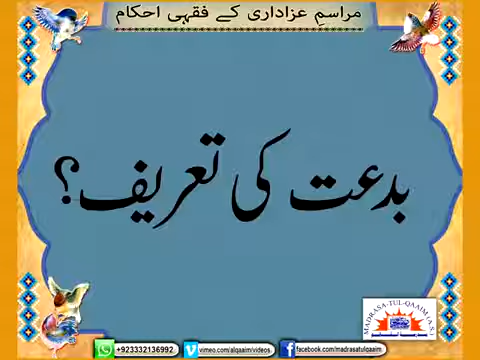 مراسمِ عزاداری کے فقہی احکام
بدعت کی تعریف؟
MADRASA-TUL-QAAIM (A.S)
+923332136992
vimeo.com/alqaaim/videos
facebook.com/madrasatulqaaim